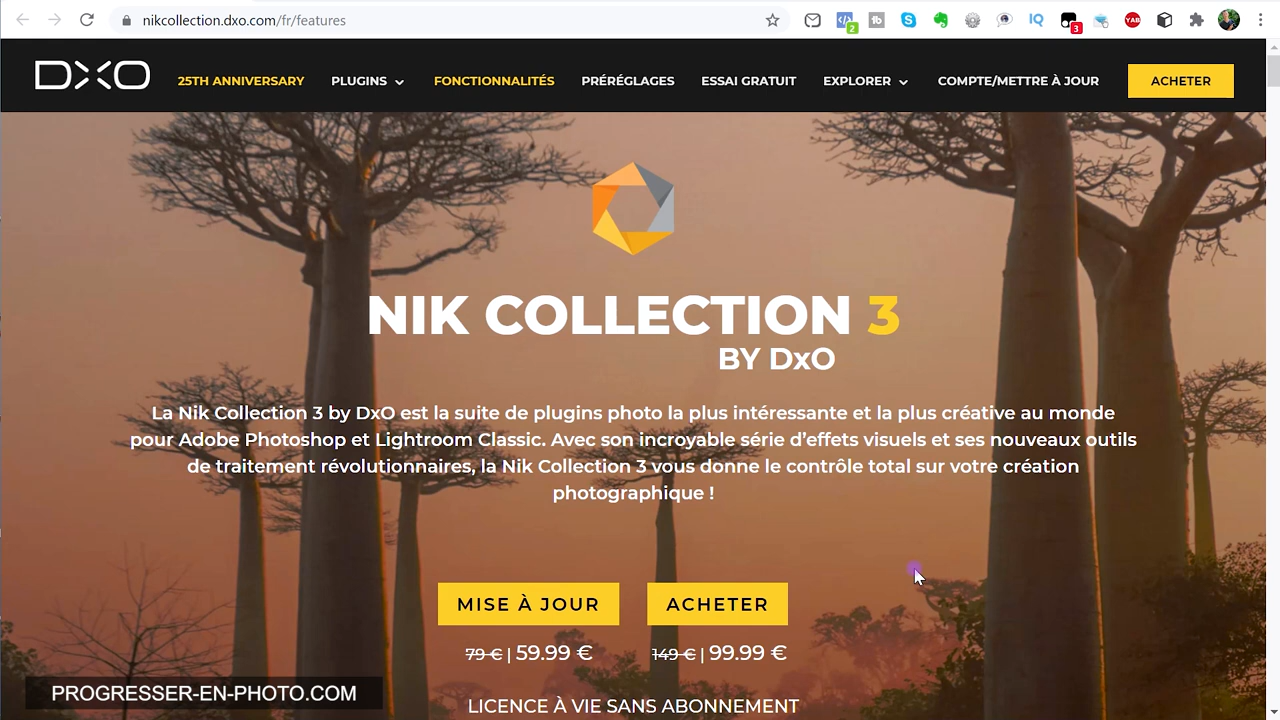 nikcollection.dxo.com/fr/features
2
tb
IQ
3
YAB
DXO
25TH ANNIVERSARY PLUGINS FONCTIONNALITÉS PRÉRÉGLAGES ESSAI GRATUIT EXPLORER COMPTE/METTRE À JOUR ACHETER
NIK COLLECTION 3
BY DxO
La Nik Collection 3 by DxO est la suite de plugins photo la plus intéressante et la plus créative au monde
pour Adobe Photoshop et Lightroom Classic. Avec son incroyable série d’effets visuels et ses nouveaux outils
de traitement révolutionnaires, la Nik Collection 3 vous donne le contrôle total sur votre création
photographique !
MISE À JOUR ACHETER
79 € | 59.99 € 149 € | 99.99 €
PROGRESSER-EN-PHOTO.COM
LICENCE À VIE SANS ABONNEMENT